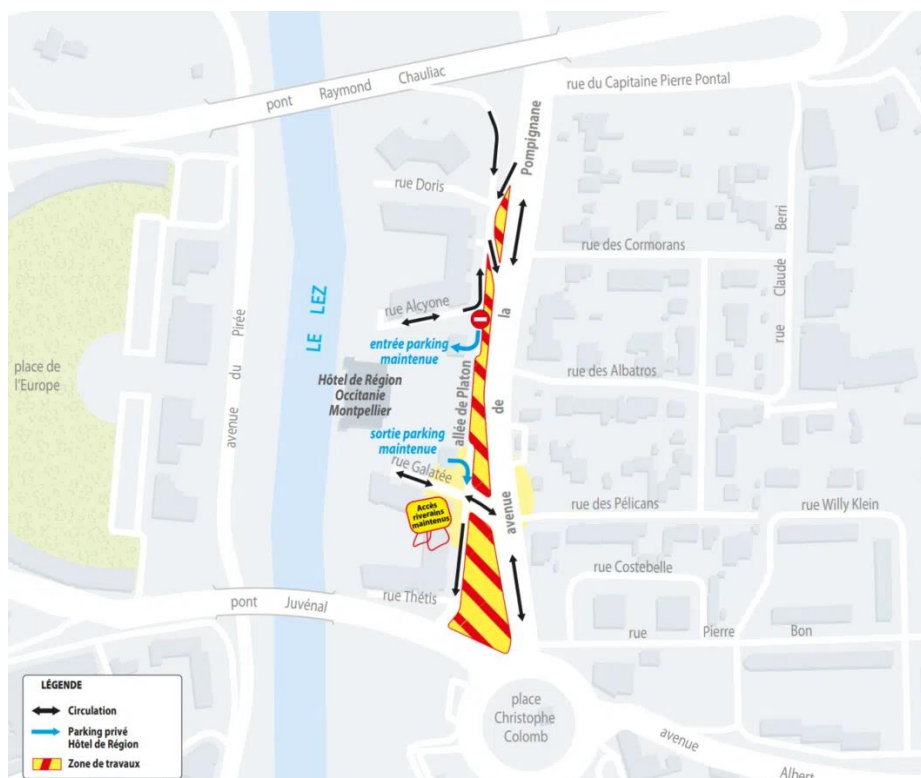 pont Raymond Chauliac
rue du Capitaine Pierre Pontal
Pompignane
rue Doris
Berri
rue des Cormorans
Claude
LE LEZ
rue Alcyone
la
Pirée
entrée parking
maintenue
rue
place de
l'Europe
du
Hôtel de Région
Occitanie
Montpellier
allée de Platon
de
rue des Albatros
avenue
sortie parking
maintenue
rue Galatée
avenue
rue des Pélicans
rue Willy Klein
Accès
riverains
maintenus
rue Costebelle
pont Juvénal
rue Thétis
rue Pierre Bon
LÉGENDE
Circulation
Parking privé
Hôtel de Région
Zone de travaux
place
Christophe
Colomb
avenue
Albert